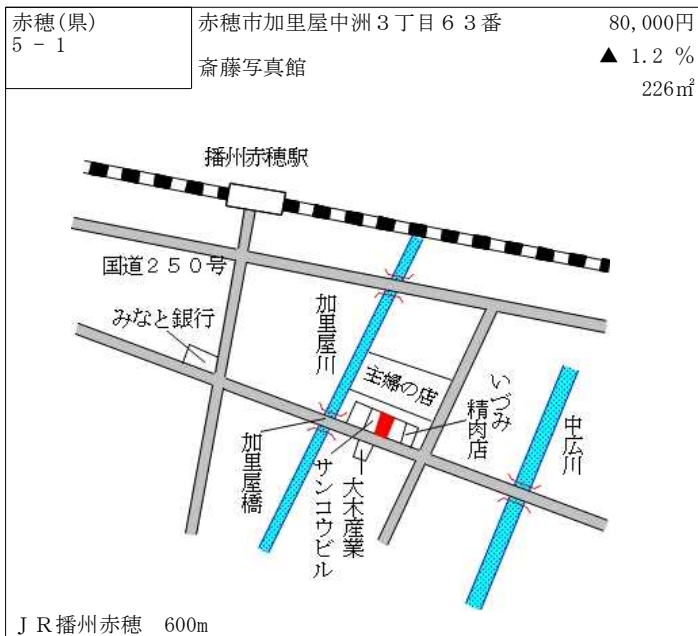 赤穂(県)
5 - 1
赤穂市加里屋中洲３丁目６３番
斎藤写真館
80,000円
▲ 1.2 %
226㎡
播州赤穂駅
国道２５０号
みなと銀行
加里屋川
主婦の店
いづみ
精肉店
中広川
加里屋橋
サンコウビル
大木産業
ＪＲ播州赤穂 600m